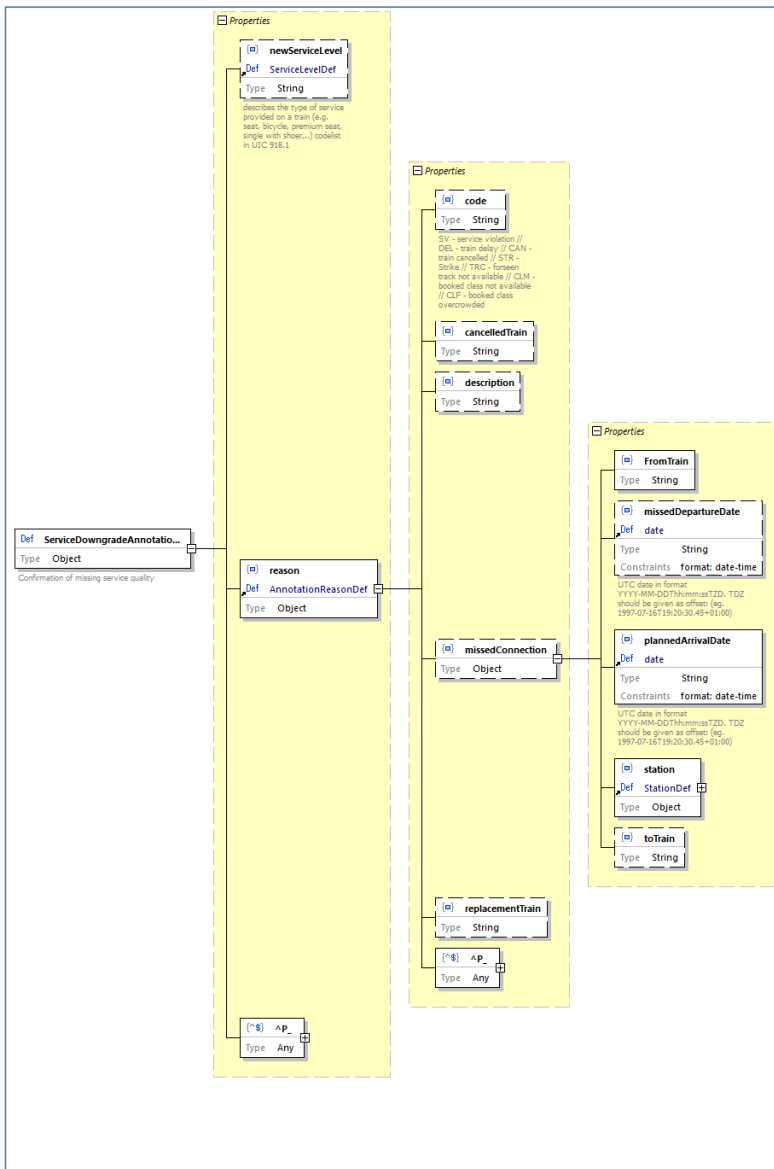 Properties
{=} newServiceLevel
Def ServiceLevelDef
Type String
describes the type of service
provided on a train (e.g.
seat, bicycle, premium seat,
single with shoer,...) codelist
in UIC 918.1
Properties
{=} code
Type String
SV - service violation //
DEL - train delay // CAN -
train cancelled // STR -
Strike // TRC - forseen
track not available // CLM -
booked class not available
// CLF - booked class
overcrowded
{=} cancelledTrain
Type String
{=} description
Type String
Properties
{=} FromTrain
Type String
{=} missedDepartureDate
Def date
Type String
Constraints format: date-time
UTC date in format
YYYY-MM-DDThh:mm:ssTZD. TDZ
should be given as offset: (eg.
1997-07-16T19:20:30.45+01:00)
Def ServiceDowngradeAnnotatio...
Type Object
Confirmation of missing service quality
{=} reason
Def AnnotationReasonDef
Type Object
{=} missedConnection
Type Object
{=} plannedArrivalDate
Def date
Type String
Constraints format: date-time
UTC date in format
YYYY-MM-DDThh:mm:ssTZD. TDZ
should be given as offset: (eg.
1997-07-16T19:20:30.45+01:00)
{=} station
Def StationDef
Type Object
{=} toTrain
Type String
{=} replacementTrain
Type String
{^$} ^P_
Type Any
{^$} ^P_
Type Any